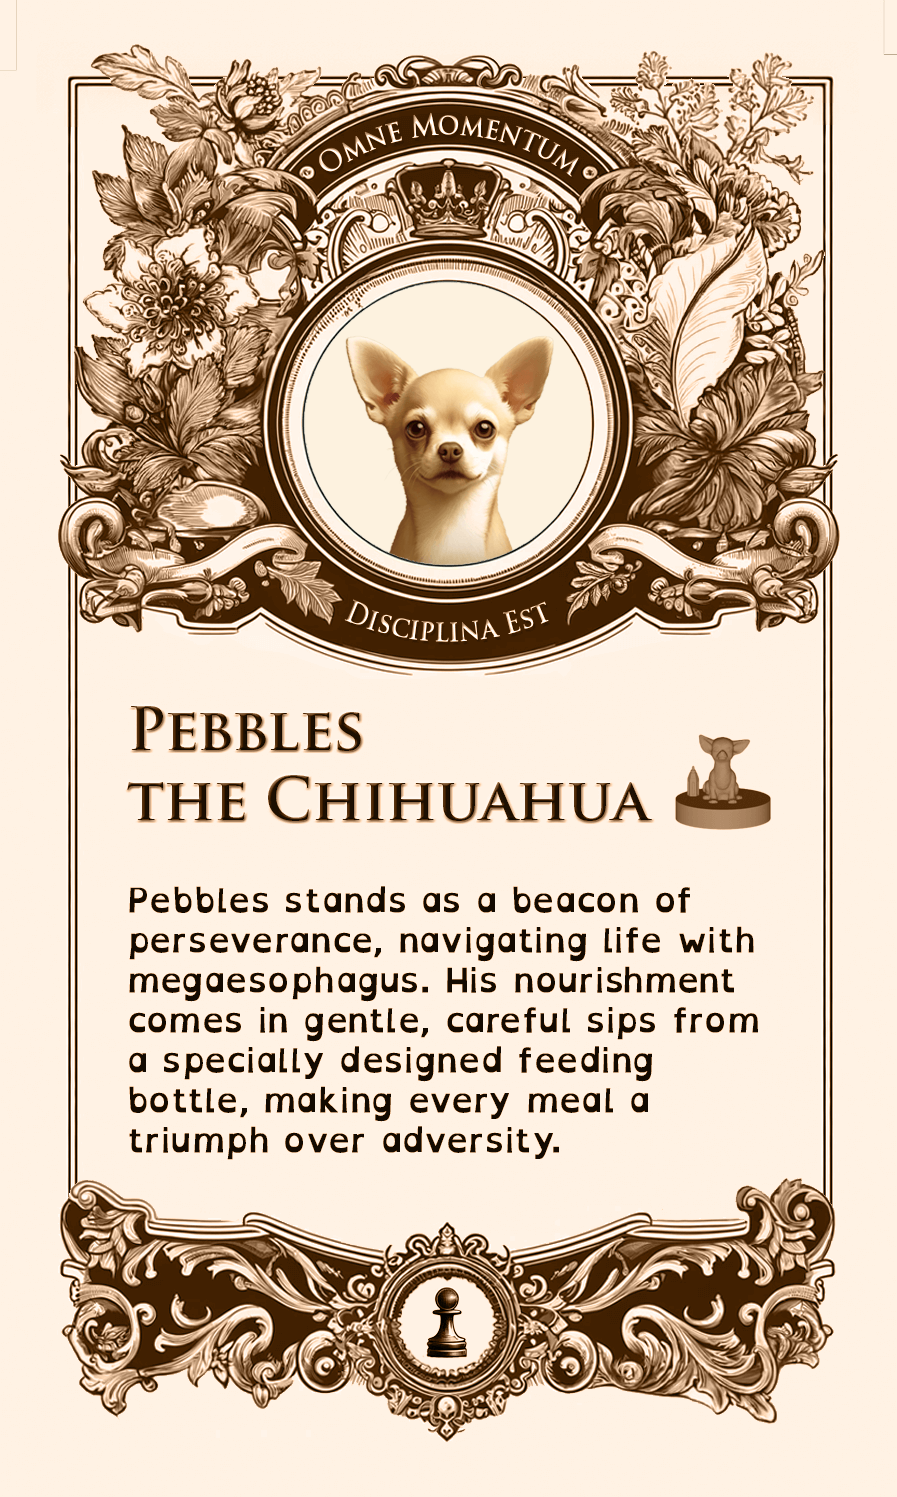 Omne Momentum
Disciplina Est
Pebbles
the Chihuahua
Pebbles stands as a beacon of
perseverance, navigating life with
megaesophagus. His nourishment
comes in gentle, careful sips from
a specially designed feeding
bottle, making every meal a
triumph over adversity.